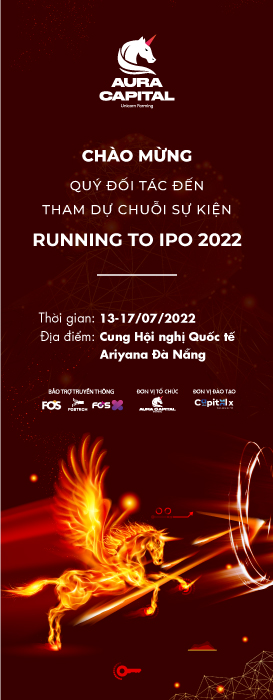 AURA
CAPITAL
Unicorn Farming
CHÀO MỪNG
QUÝ ĐỐI TÁC ĐẾN
THAM DỰ CHUỖI SỰ KIỆN
RUNNING TO IPO 2022
Thời gian: 13-17/07/2022
Địa điểm: Cung Hội nghị Quốc tế
Ariyana Đà Nẵng
BẢO TRỢ TRUYỀN THÔNG
ĐƠN VỊ TỔ CHỨC
ĐƠN VỊ ĐÀO TẠO
FOS
FOSTECH
FOS
AURA CAPITAL